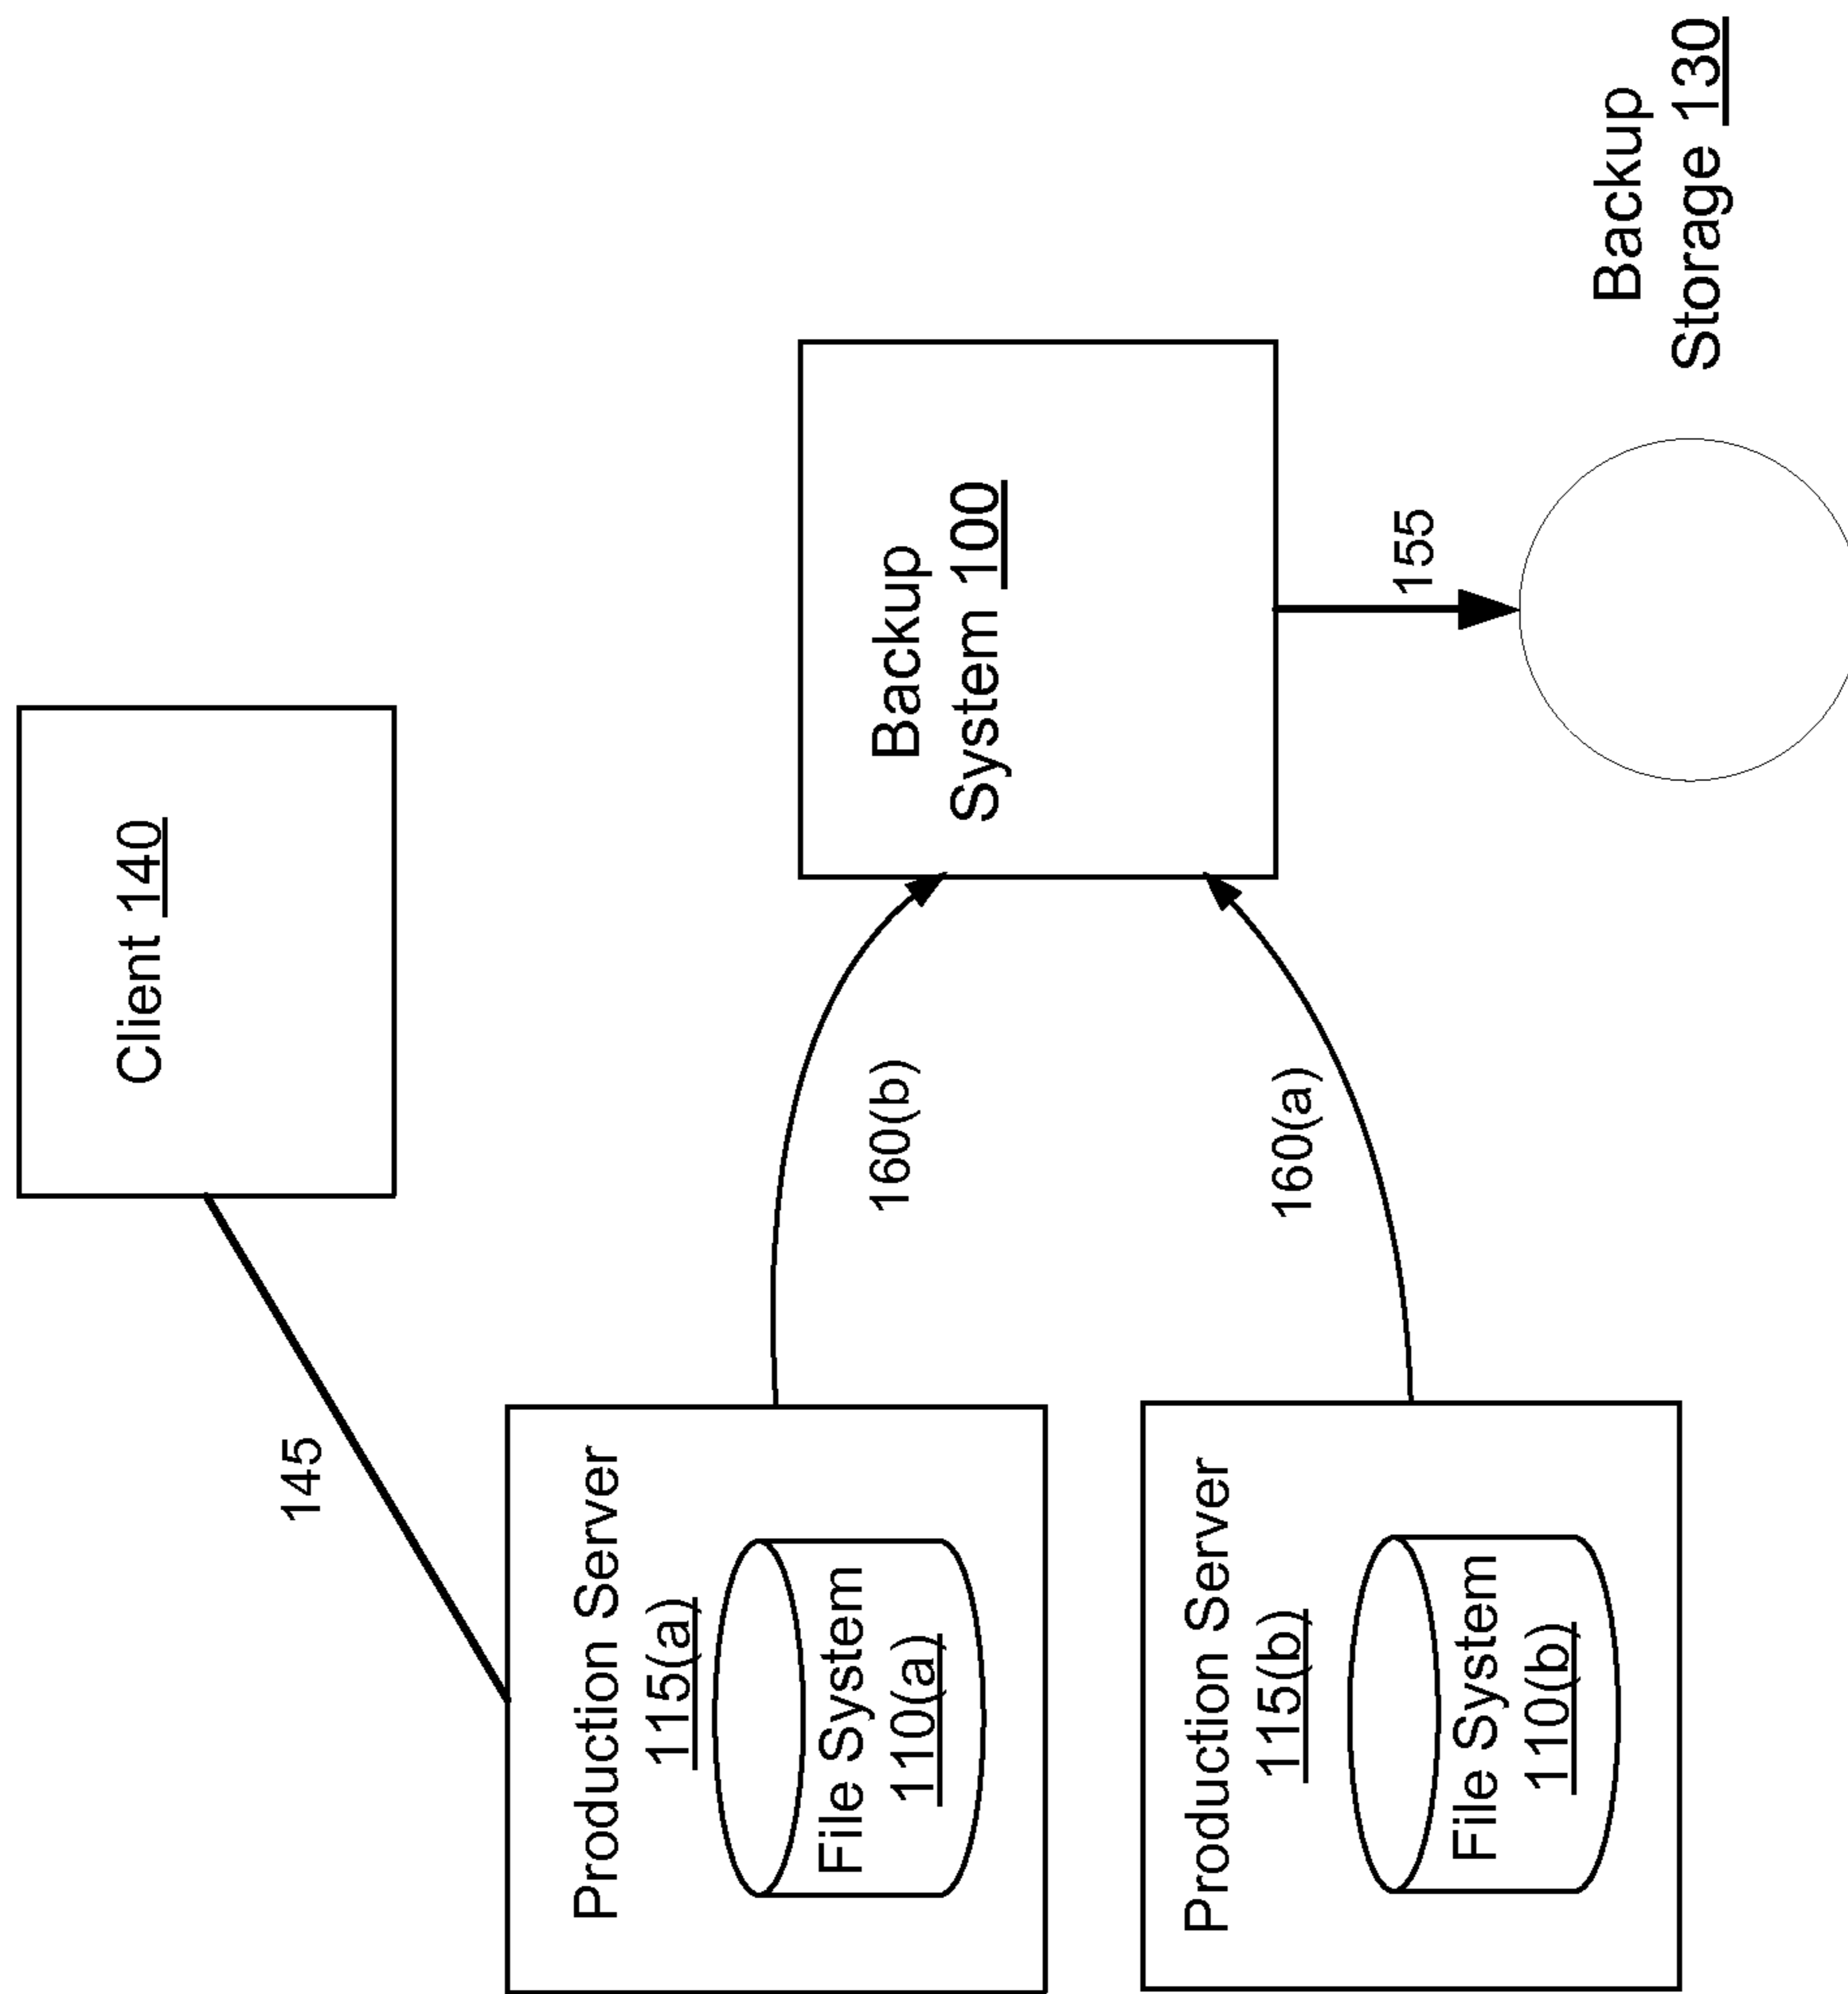 Client 140
145
Production Server
115(a)
File System
110(a)
160(b)
Backup
System 100
Production Server
115(b)
File System
110(b)
160(a)
155
Backup
Storage 130